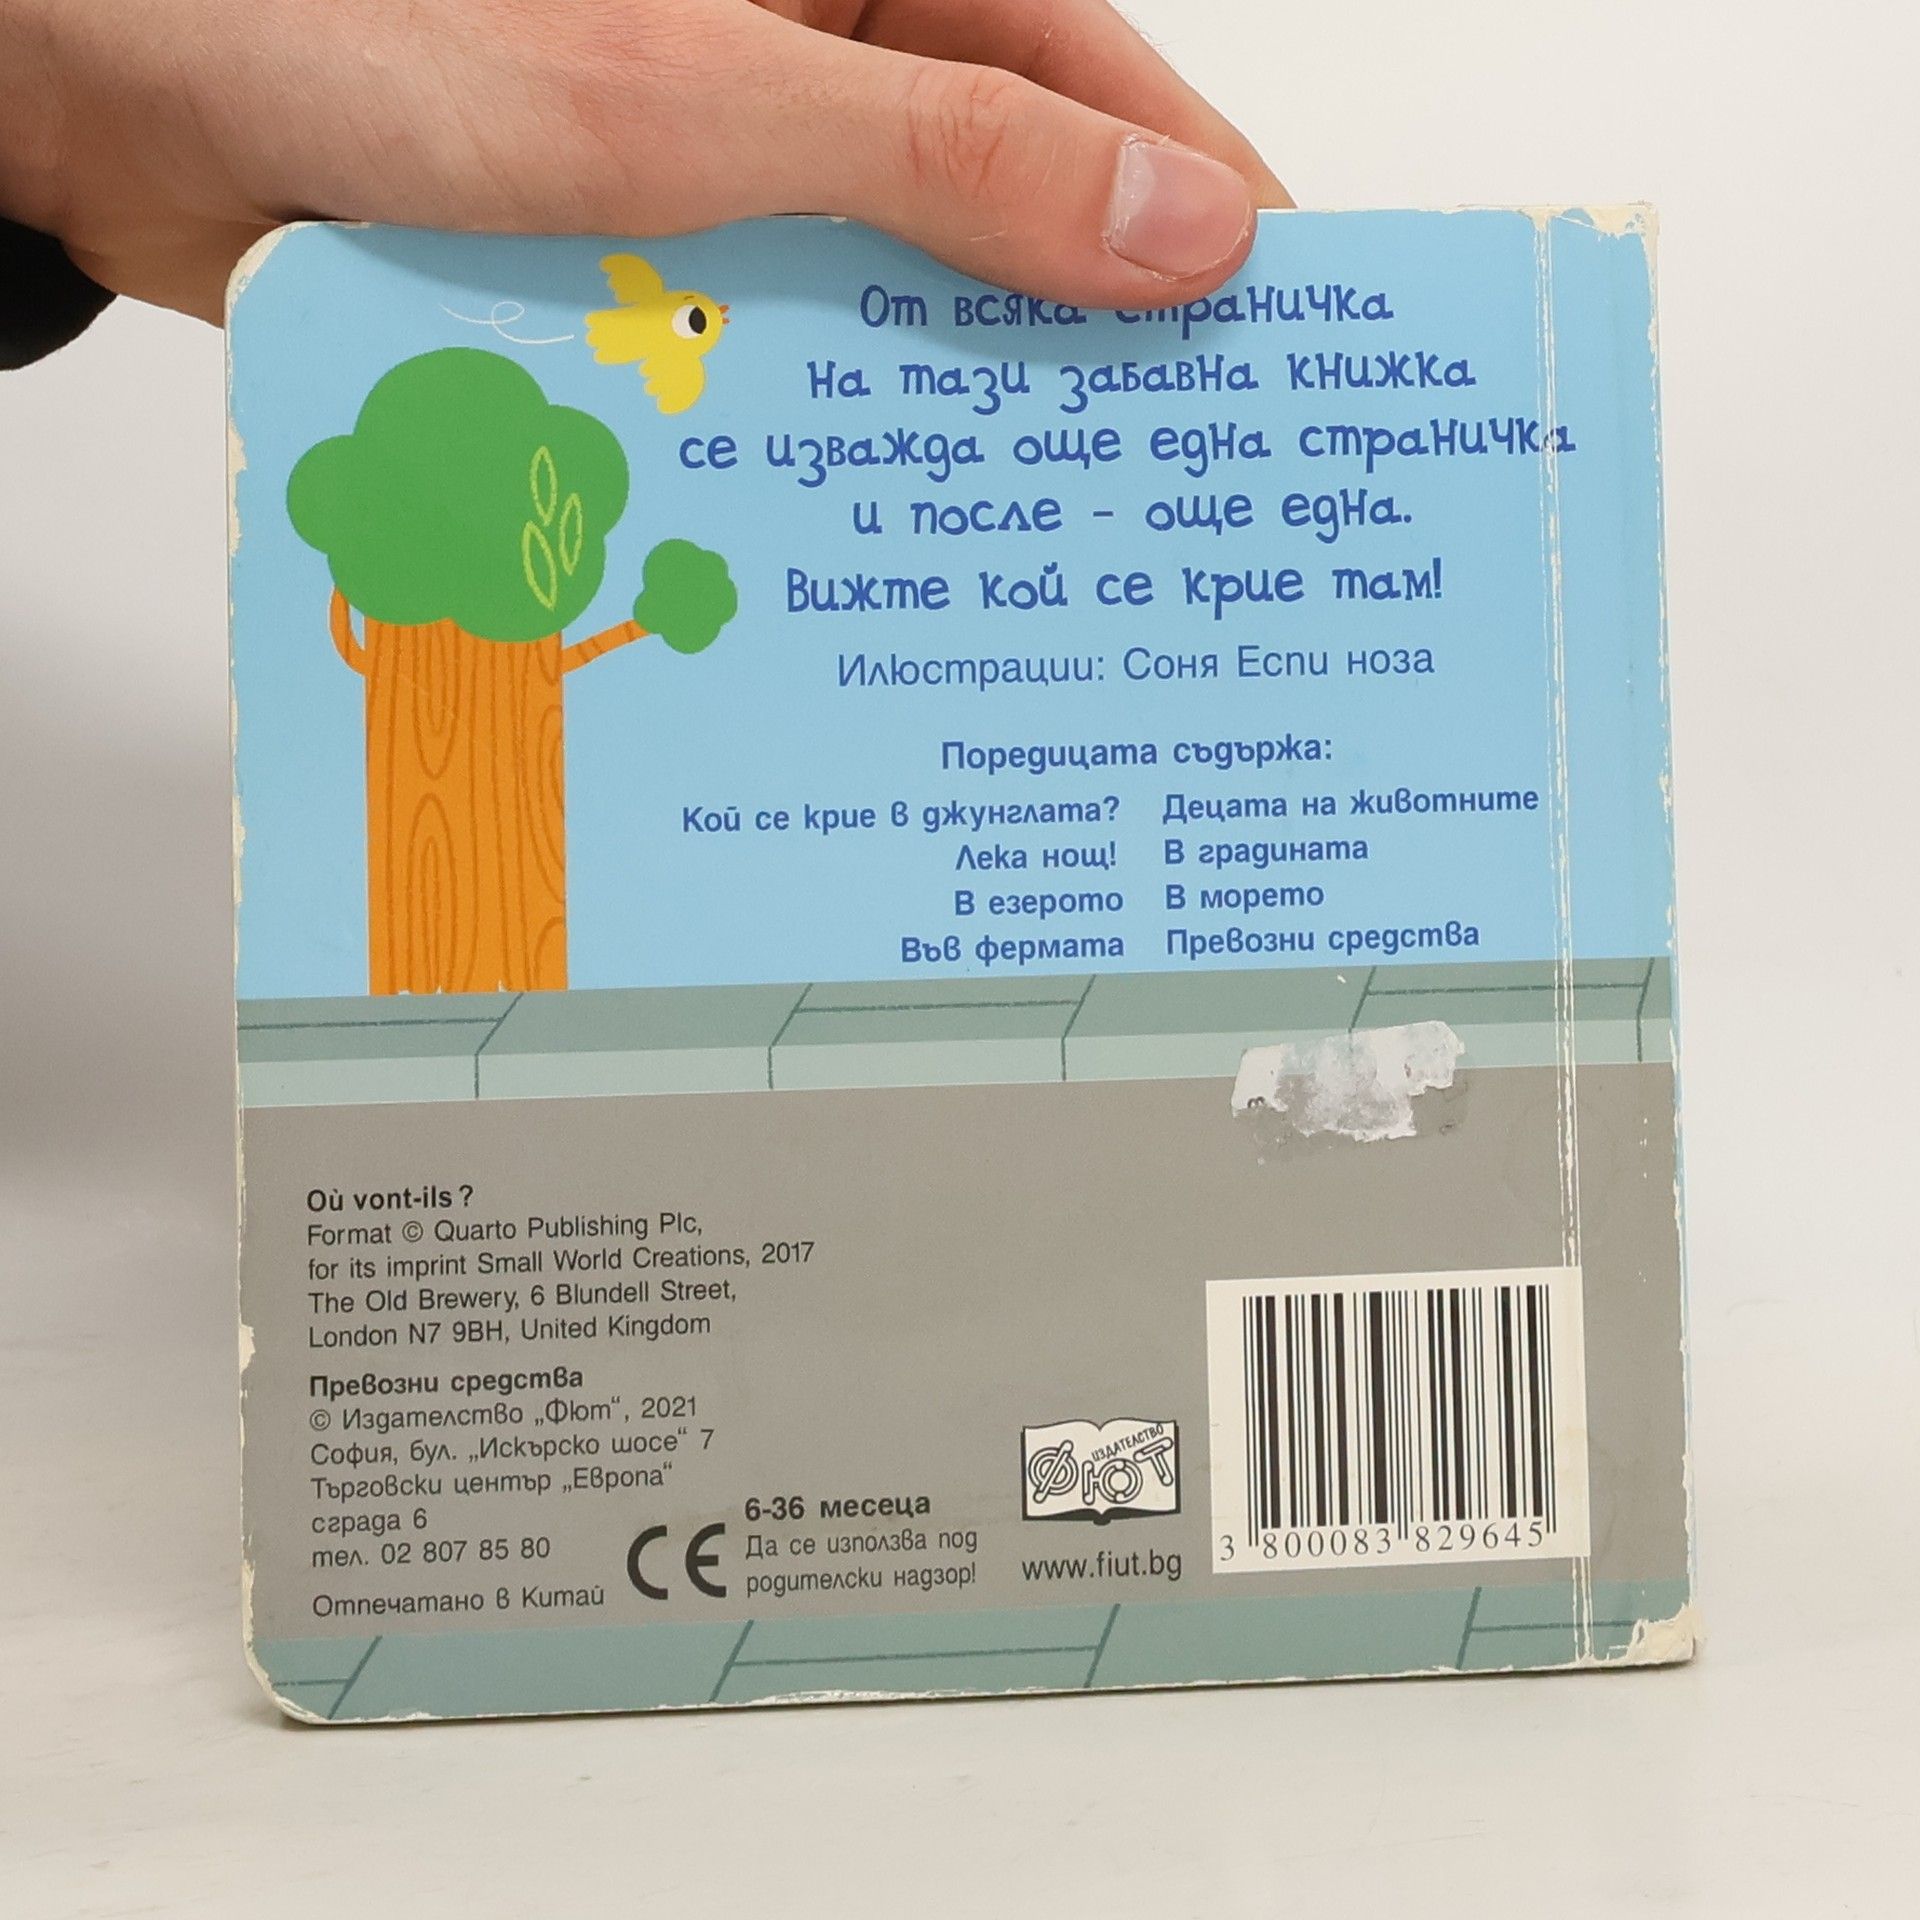 От всяка страничка
на тази забавна книжка
се изважда още една страничка
и после - още една.
Вижте кой се крие там!
Илюстрации: Соня Еспи ноза
Поредицата съдържа:
Кой се крие в джунглата? Децата на животните
Лека нощ! В градината
В езерото В морето
Във фермата Превозни средства
Où vont-ils ?
Format © Quarto Publishing Plc,
for its imprint Small World Creations, 2017
The Old Brewery, 6 Blundell Street,
London N7 9BH, United Kingdom
Превозни средства
© Издателство „Фют“, 2021
София, бул. „Искърско шосе“ 7
Търговски център „Европа“
сграда 6
тел. 02 807 85 80
Отпечатано в Китай
CE
6-36 месеца
Да се използва под
родителски надзор!
ИЗДАТЕЛСТВО
ФЮТ
www.fiut.bg
3 800083 829645